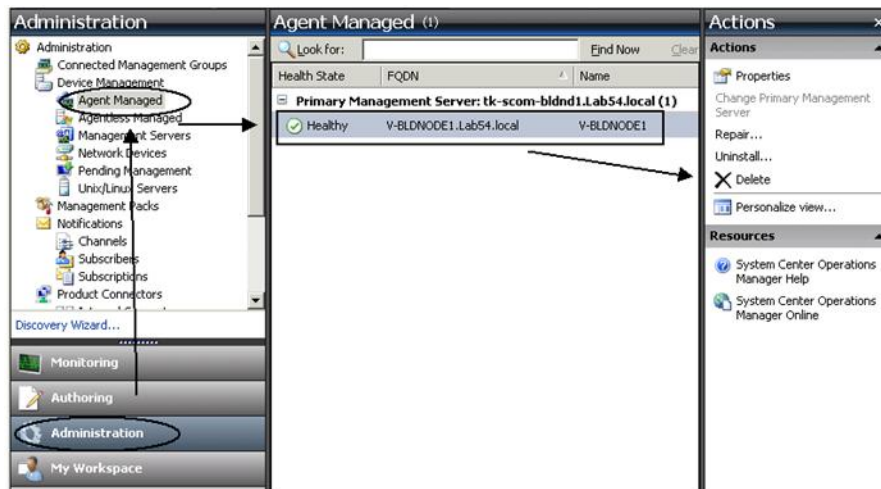 Administration
Administration
Connected Management Groups
Device Management
Agent Managed
Agentless Managed
Management Servers
Network Devices
Pending Management
Unix/Linux Servers
Management Packs
Notifications
Channels
Subscribers
Subscriptions
Product Connectors
Discovery Wizard...
Monitoring
Authoring
Administration
My Workspace
Agent Managed (1)
Look for:
Find Now
Clear
Health State
FQDN
Name
Primary Management Server: tk-scom-bldnd1.Lab54.local (1)
Healthy
V-BLDNODE1.Lab54.local
V-BLDNODE1
Actions
Actions
Properties
Change Primary Management
Server
Repair...
Uninstall...
Delete
Personalize view...
Resources
System Center Operations
Manager Help
System Center Operations
Manager Online